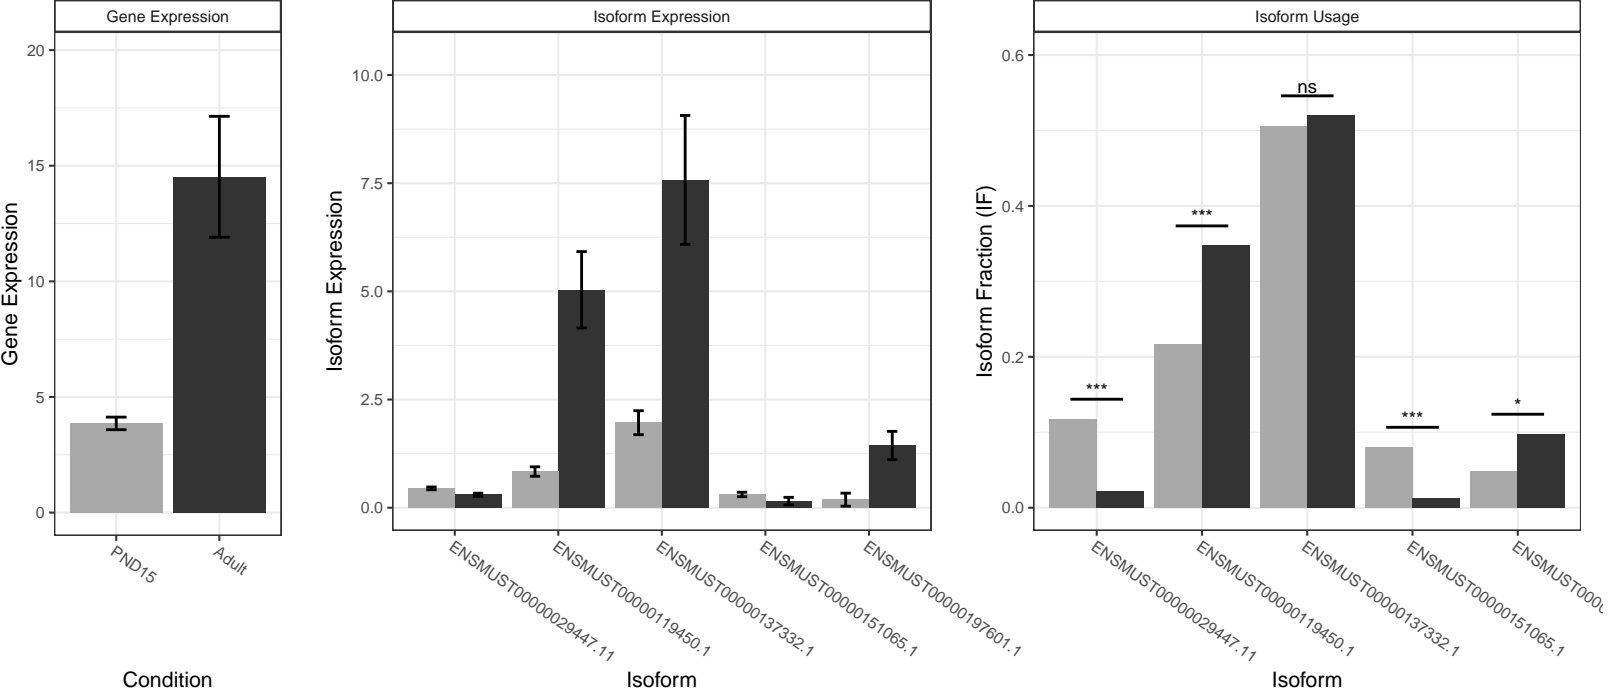 Gene Expression
Gene Expression
20
15
10
5
0
PND15
Adult
Condition
Isoform Expression
Isoform Expression
10.0
7.5
5.0
2.5
0.0
ENSMUST00000029447.11
ENSMUST00000119450.1
ENSMUST00000137332.1
ENSMUST00000151065.1
ENSMUST00000197601.1
Isoform
Isoform Usage
Isoform Fraction (IF)
0.6
0.4
0.2
0.0
***
***
ns
***
*
ENSMUST00000029447.11
ENSMUST00000119450.1
ENSMUST00000137332.1
ENSMUST00000151065.1
Isoform